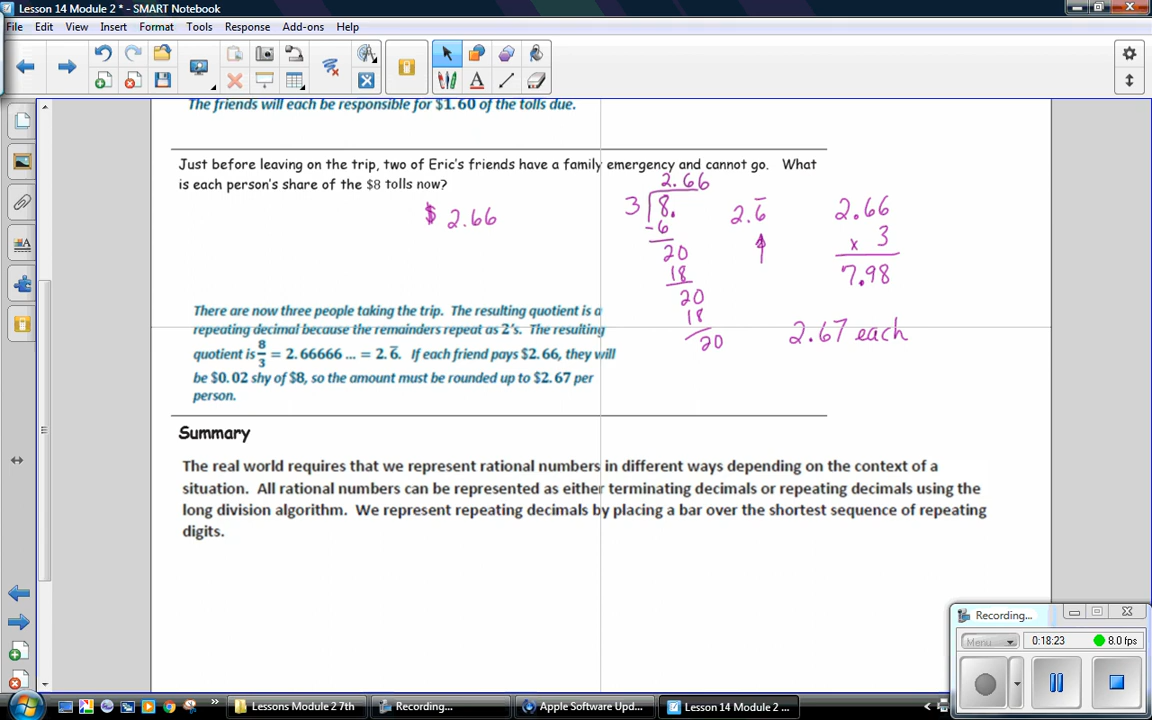 Lesson 14 Module 2 * - SMART Notebook
File Edit View Insert Format Tools Response Add-ons Help
The friends will each be responsible for $1.60 of the tolls due.
Just before leaving on the trip, two of Eric's friends have a family emergency and cannot go. What
is each person's share of the $8 tolls now?
$ 2.66
2.66
3 8.
-6
20
18
20
18
20
2.6̅
2.66
x 3
7.98
2.67 each
There are now three people taking the trip. The resulting quotient is a
repeating decimal because the remainders repeat as 2's. The resulting
quotient is 8/3 = 2.66666 ... = 2.6̅. If each friend pays $2.66, they will
be $0.02 shy of $8, so the amount must be rounded up to $2.67 per
person.
Summary
The real world requires that we represent rational numbers in different ways depending on the context of a
situation. All rational numbers can be represented as either terminating decimals or repeating decimals using the
long division algorithm. We represent repeating decimals by placing a bar over the shortest sequence of repeating
digits.
Recording...
Menu 0:18:23 8.0 fps
Lessons Module 2 7th Recording... Apple Software Upd... Lesson 14 Module 2 ...